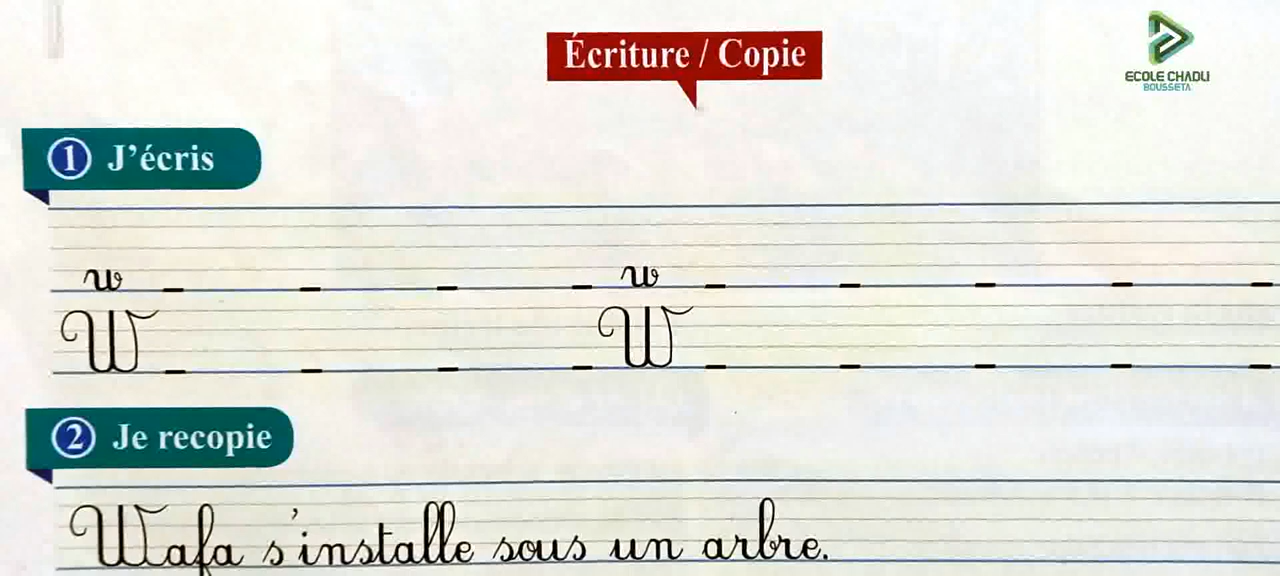 Écriture / Copie
ECOLE CHADLI
BOUSSETA
1 J’écris
w _ _ _ _ w _ _ _ _ _
W _ _ _ _ W _ _ _ _ _
2 Je recopie
Wafa s'installe sous un arbre.